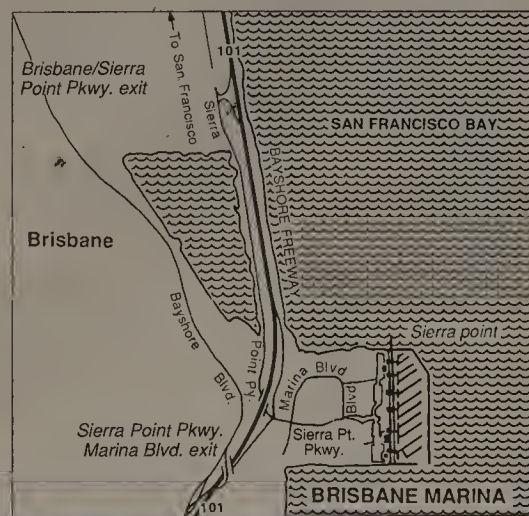 101
To San. Francisco
Brisbane/Sierra
Point Pkwy. exit
Sierra
SAN FRANCISCO BAY
BAYSHORE FREEWAY
Brisbane
Bayshore
Blvd.
Sierra point
Point Py.
Marina Blvd
Blvd
Sierra Pt.
Pkwy.
Sierra Point Pkwy.
Marina Blvd. exit
BRISBANE MARINA
101